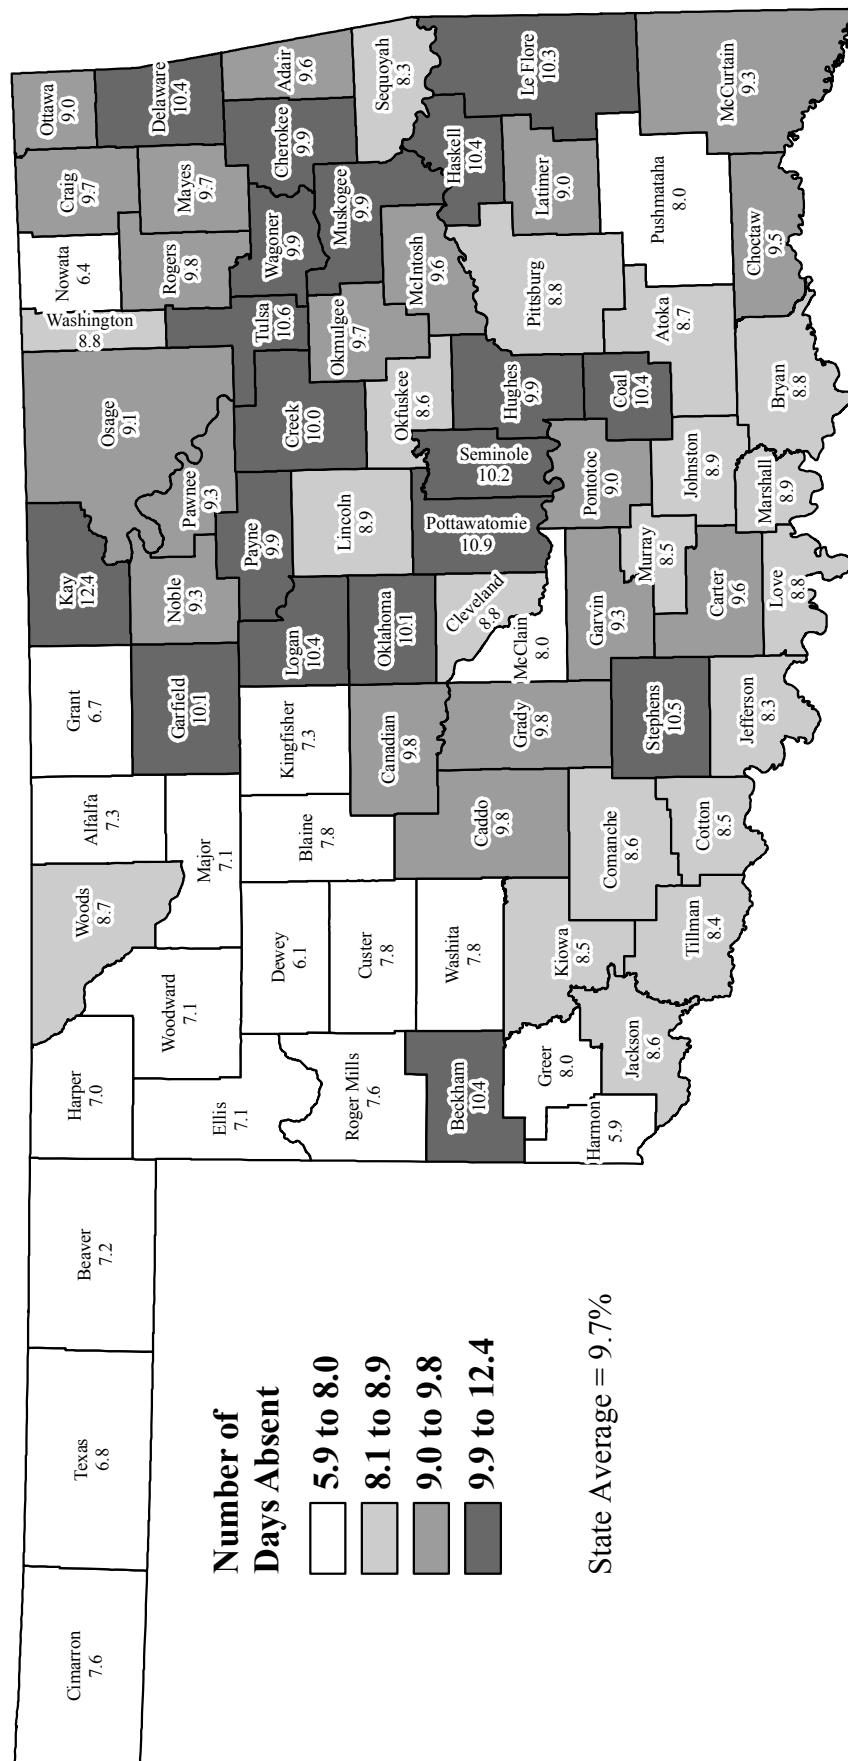 Cimarron
7.6
Texas
6.8
Beaver
7.2
Harper
7.0
Woods
8.7
Alfalfa
7.3
Grant
6.7
Kay
12.4
Osage
9.1
Washington
8.8
Nowata
6.4
Craig
9.7
Ottawa
9.0
Ellis
7.1
Woodward
7.1
Major
7.1
Garfield
10.1
Noble
9.3
Pawnee
9.3
Rogers
9.8
Mayes
9.7
Delaware
10.4
Roger Mills
7.6
Dewey
6.1
Blaine
7.8
Kingfisher
7.3
Logan
10.4
Payne
9.9
Creek
10.0
Tulsa
10.6
Wagoner
9.9
Cherokee
9.9
Adair
9.6
Custer
7.8
Canadian
9.8
Oklahoma
10.1
Lincoln
8.9
Okfuskee
8.6
Okmulgee
9.7
Muskogee
9.9
Sequoyah
8.3
Beckham
10.4
Washita
7.8
Caddo
9.8
Grady
9.8
McClain
8.0
Cleveland
8.8
Pottawatomie
10.9
Seminole
10.2
Hughes
9.9
McIntosh
9.6
Haskell
10.4
Le Flore
10.3
Harmon
5.9
Greer
8.0
Kiowa
8.5
Comanche
8.6
Stephens
10.5
Garvin
9.3
Pontotoc
9.0
Coal
10.4
Pittsburg
8.8
Latimer
9.0
Jackson
8.6
Tillman
8.4
Cotton
8.5
Jefferson
8.3
Carter
9.6
Murray
8.5
Johnston
8.9
Atoka
8.7
Pushmataha
8.0
McCurtain
9.3
Love
8.8
Marshall
8.9
Bryan
8.8
Choctaw
9.5
Number of
Days Absent
5.9 to 8.0
8.1 to 8.9
9.0 to 9.8
9.9 to 12.4
State Average = 9.7%